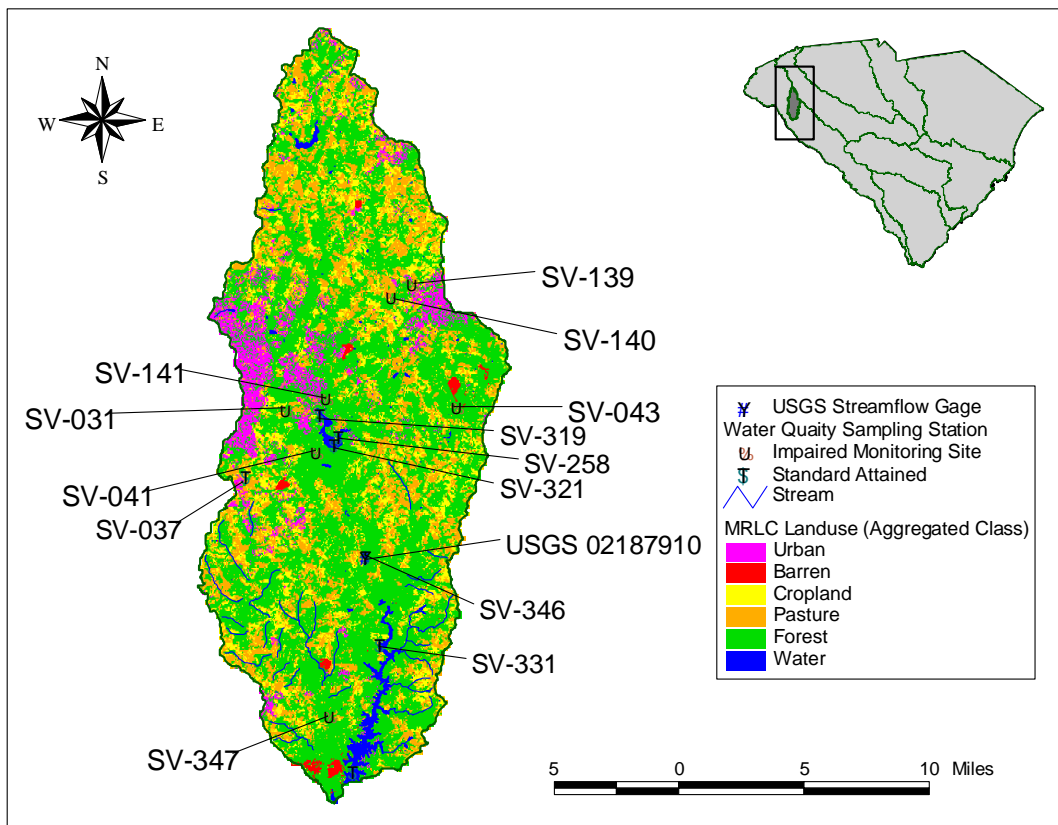 N
W E
S
SV-139
SV-140
SV-141
SV-031
SV-043
SV-319
SV-258
SV-041
SV-321
SV-037
USGS 02187910
SV-346
SV-331
SV-347
U
U
U
U
U
T
T
U
T
T
T
U
T
USGS Streamflow Gage
Water Quaity Sampling Station
U Impaired Monitoring Site
T Standard Attained
Stream
MRLC Landuse (Aggregated Class)
Urban
Barren
Cropland
Pasture
Forest
Water
5 0 5 10 Miles